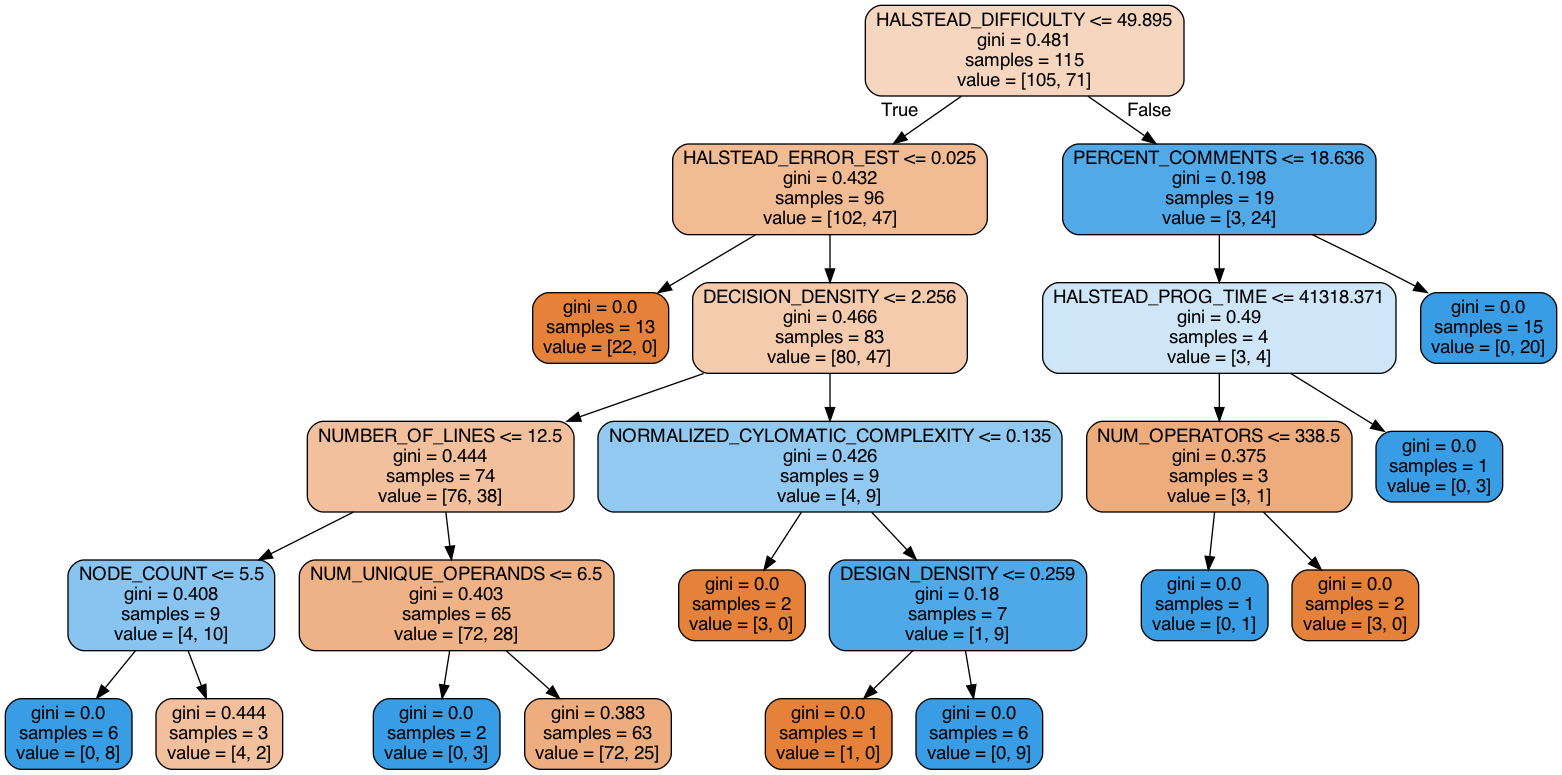 HALSTEAD_DIFFICULTY <= 49.895
gini = 0.481
samples = 115
value = [105, 71]
True
False
HALSTEAD_ERROR_EST <= 0.025
gini = 0.432
samples = 96
value = [102, 47]
PERCENT_COMMENTS <= 18.636
gini = 0.198
samples = 19
value = [3, 24]
gini = 0.0
samples = 13
value = [22, 0]
DECISION_DENSITY <= 2.256
gini = 0.466
samples = 83
value = [80, 47]
HALSTEAD_PROG_TIME <= 41318.371
gini = 0.49
samples = 4
value = [3, 4]
gini = 0.0
samples = 15
value = [0, 20]
NUMBER_OF_LINES <= 12.5
gini = 0.444
samples = 74
value = [76, 38]
NORMALIZED_CYLOMATIC_COMPLEXITY <= 0.135
gini = 0.426
samples = 9
value = [4, 9]
NUM_OPERATORS <= 338.5
gini = 0.375
samples = 3
value = [3, 1]
gini = 0.0
samples = 1
value = [0, 3]
NODE_COUNT <= 5.5
gini = 0.408
samples = 9
value = [4, 10]
NUM_UNIQUE_OPERANDS <= 6.5
gini = 0.403
samples = 65
value = [72, 28]
gini = 0.0
samples = 2
value = [3, 0]
DESIGN_DENSITY <= 0.259
gini = 0.18
samples = 7
value = [1, 9]
gini = 0.0
samples = 1
value = [0, 1]
gini = 0.0
samples = 2
value = [3, 0]
gini = 0.0
samples = 6
value = [0, 8]
gini = 0.444
samples = 3
value = [4, 2]
gini = 0.0
samples = 2
value = [0, 3]
gini = 0.383
samples = 63
value = [72, 25]
gini = 0.0
samples = 1
value = [1, 0]
gini = 0.0
samples = 6
value = [0, 9]